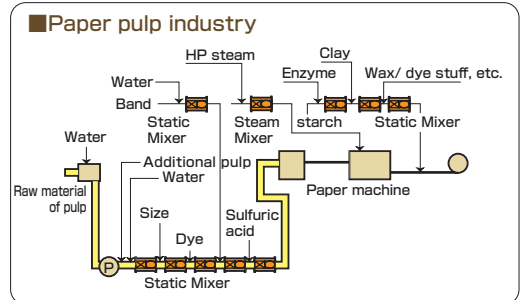 ■Paper pulp industry
HP steam
Clay
Water
Enzyme
Wax/ dye stuff, etc.
Band
Static
Mixer
Steam
Mixer
starch
Static Mixer
Water
Additional pulp
Water
Raw material
of pulp
Paper machine
Size
Sulfuric
acid
Dye
P
Static Mixer